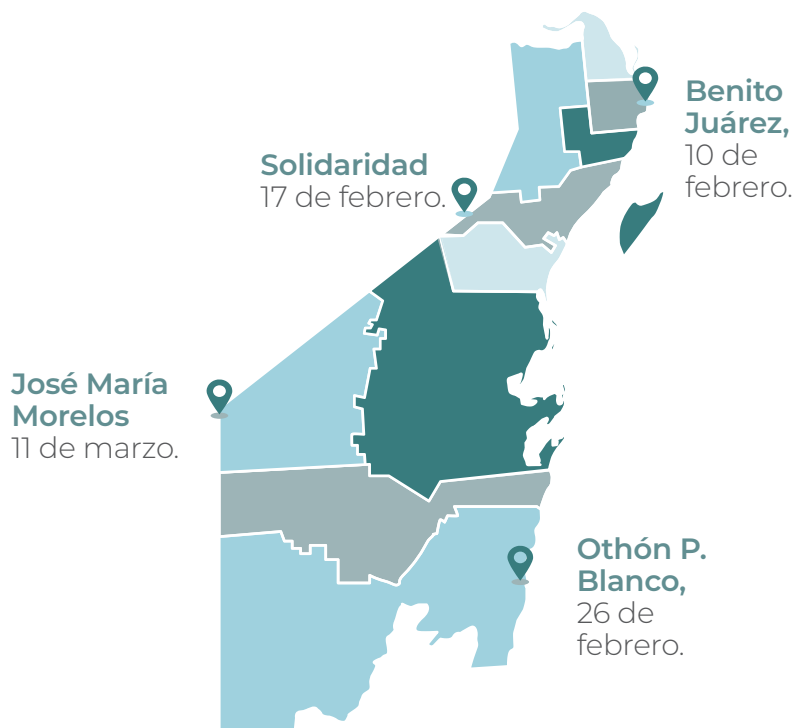 Benito
Juárez,
10 de
febrero.
Solidaridad
17 de febrero.
José María
Morelos
11 de marzo.
Othón P.
Blanco,
26 de
febrero.